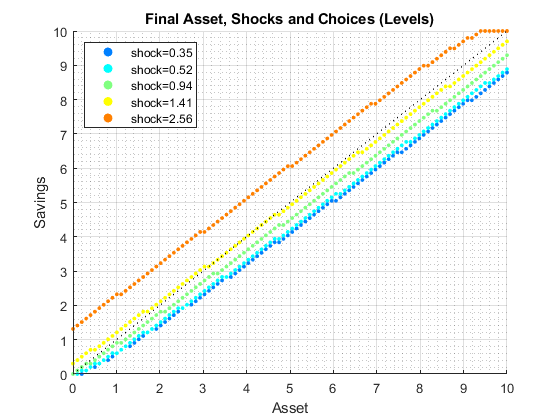 Final Asset, Shocks and Choices (Levels)
shock=0.35
shock=0.52
shock=0.94
shock=1.41
shock=2.56
Savings
10
9
8
7
6
5
4
3
2
1
0
0 1 2 3 4 5 6 7 8 9 10
Asset